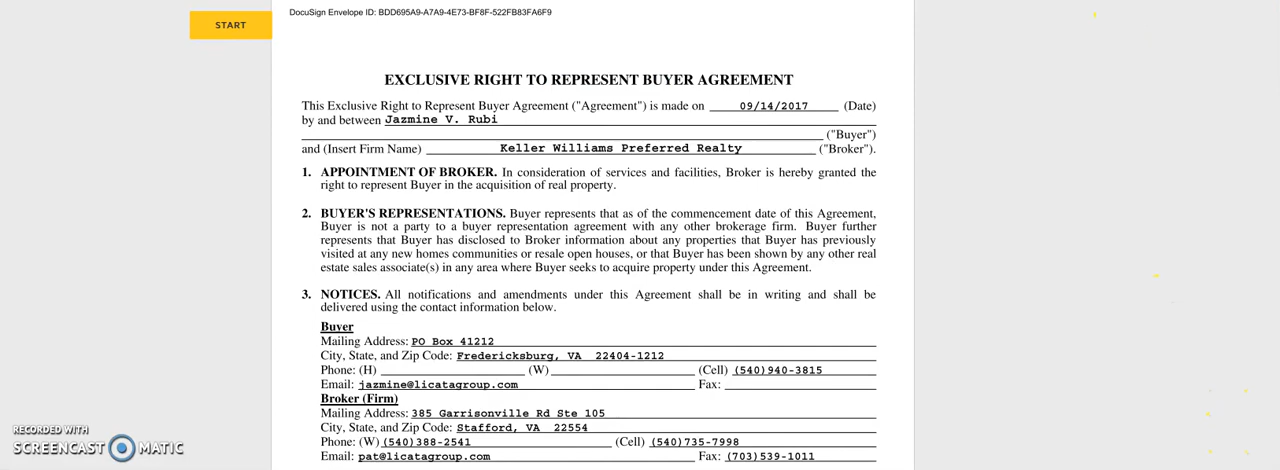 DocuSign Envelope ID: BDD695A9-A7A9-4E73-BF8F-522FB83FA6F9
START
EXCLUSIVE RIGHT TO REPRESENT BUYER AGREEMENT
This Exclusive Right to Represent Buyer Agreement ("Agreement") is made on 09/14/2017 (Date)
by and between Jazmine V. Rubi
("Buyer")
and (Insert Firm Name) Keller Williams Preferred Realty ("Broker").
1. APPOINTMENT OF BROKER. In consideration of services and facilities, Broker is hereby granted the
right to represent Buyer in the acquisition of real property.
2. BUYER'S REPRESENTATIONS. Buyer represents that as of the commencement date of this Agreement,
Buyer is not a party to a buyer representation agreement with any other brokerage firm. Buyer further
represents that Buyer has disclosed to Broker information about any properties that Buyer has previously
visited at any new homes communities or resale open houses, or that Buyer has been shown by any other real
estate sales associate(s) in any area where Buyer seeks to acquire property under this Agreement.
3. NOTICES. All notifications and amendments under this Agreement shall be in writing and shall be
delivered using the contact information below.
Buyer
Mailing Address: PO Box 41212
City, State, and Zip Code: Fredericksburg, VA 22404-1212
Phone: (H) (W) (Cell) (540)940-3815
Email: jazmine@licatagroup.com Fax:
Broker (Firm)
Mailing Address: 385 Garrisonville Rd Ste 105
City, State, and Zip Code: Stafford, VA 22554
Phone: (W) (540)388-2541 (Cell) (540)735-7998
Email: pat@licatagroup.com Fax: (703)539-1011
RECORDED WITH
SCREENCAST MATIC